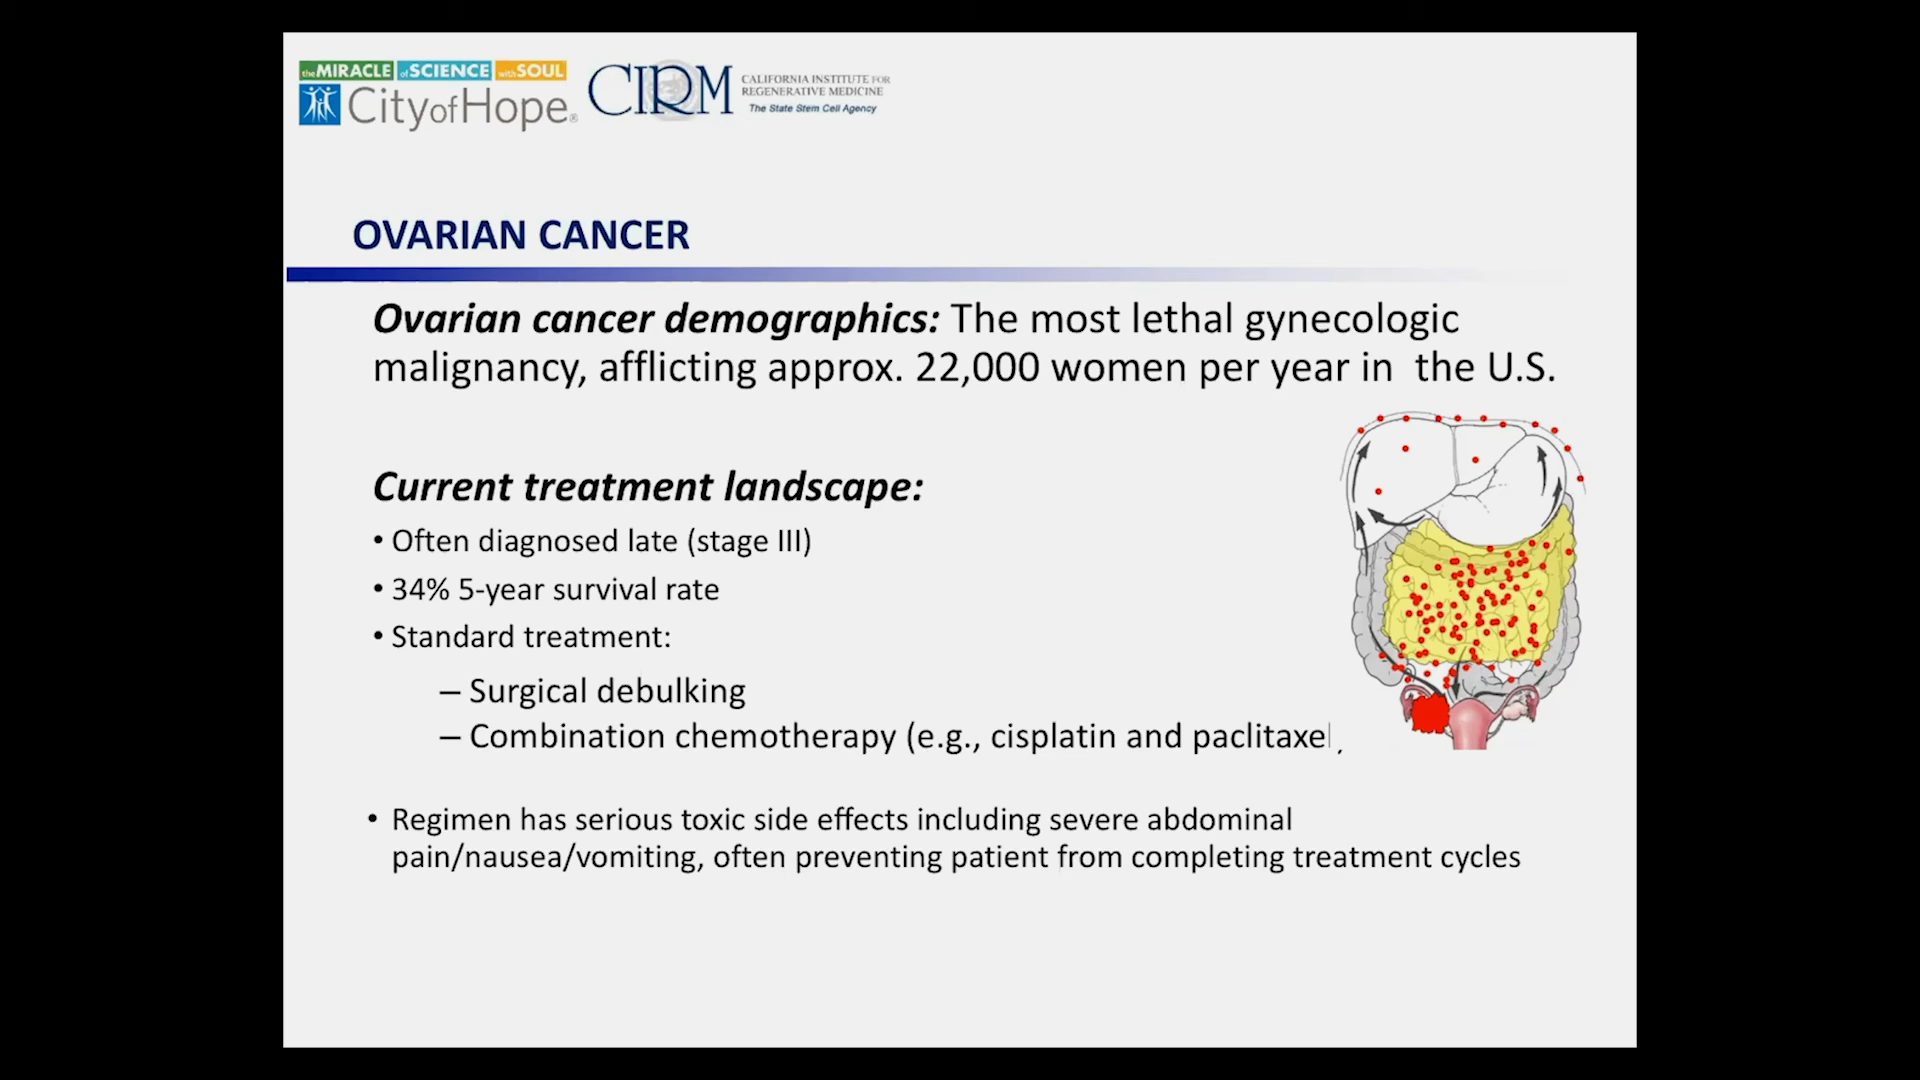 the MIRACLE of SCIENCE with SOUL
City of Hope®
CIRM
CALIFORNIA INSTITUTE FOR
REGENERATIVE MEDICINE
The State Stem Cell Agency
OVARIAN CANCER
Ovarian cancer demographics: The most lethal gynecologic
malignancy, afflicting approx. 22,000 women per year in the U.S.
Current treatment landscape:
• Often diagnosed late (stage III)
• 34% 5-year survival rate
• Standard treatment:
– Surgical debulking
– Combination chemotherapy (e.g., cisplatin and paclitaxel)
• Regimen has serious toxic side effects including severe abdominal
pain/nausea/vomiting, often preventing patient from completing treatment cycles